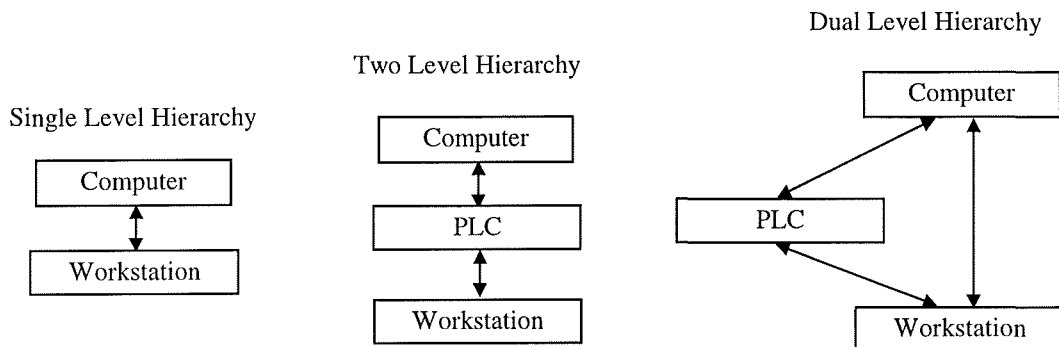 Single Level Hierarchy
Computer
Workstation
Two Level Hierarchy
Computer
PLC
Workstation
Dual Level Hierarchy
Computer
PLC
Workstation